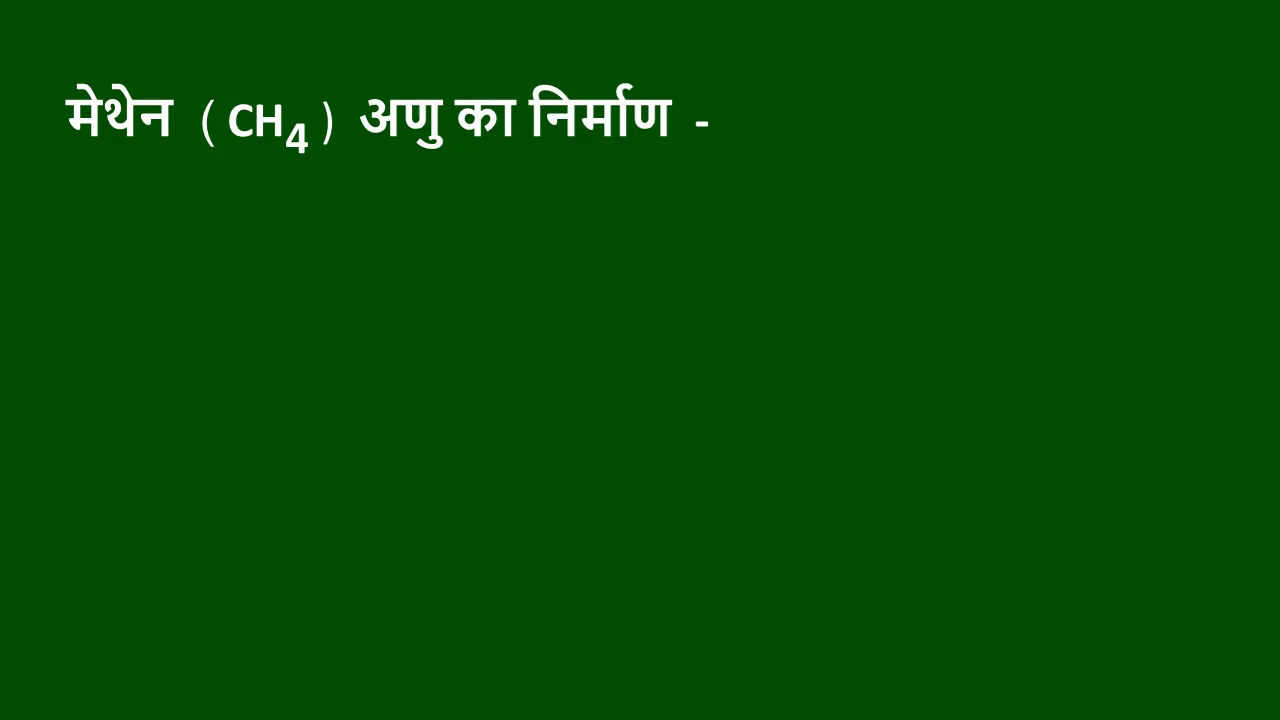 मेथेन ( CH₄ ) अणु का निर्माण -